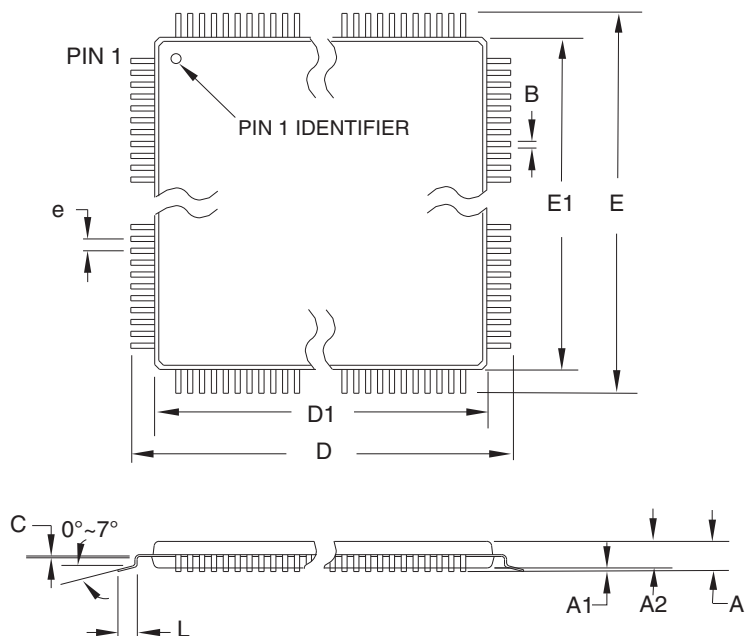 PIN 1
PIN 1 IDENTIFIER
B
e
E1
E
D1
D
C
0°~7°
L
A1
A2
A